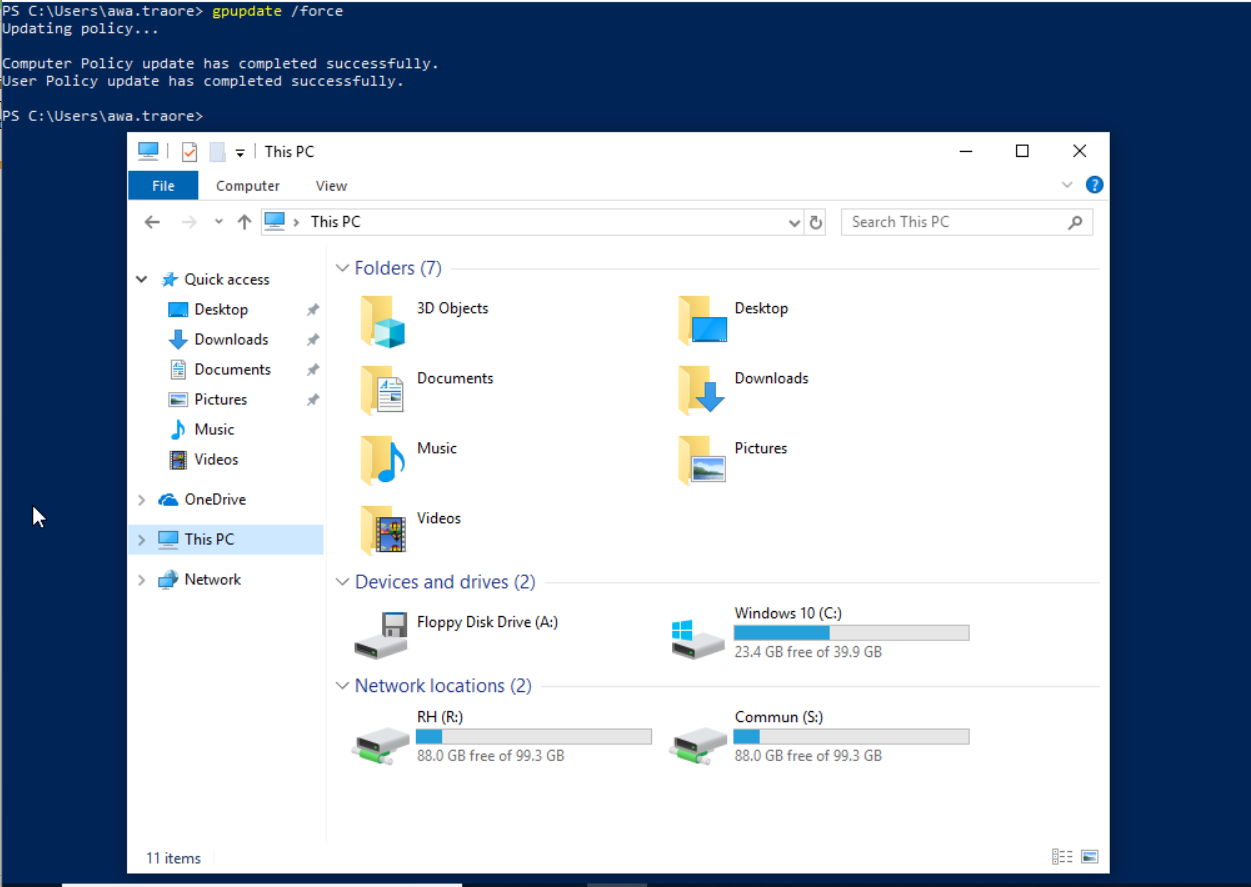 PS C:\Users\awa.traore> gpupdate /force
Updating policy...
Computer Policy update has completed successfully.
User Policy update has completed successfully.
PS C:\Users\awa.traore>
This PC
File Computer View
This PC
Search This PC
Quick access
Desktop
Downloads
Documents
Pictures
Music
Videos
OneDrive
This PC
Network
Folders (7)
3D Objects
Desktop
Documents
Downloads
Music
Pictures
Videos
Devices and drives (2)
Floppy Disk Drive (A:)
Windows 10 (C:)
23.4 GB free of 39.9 GB
Network locations (2)
RH (R:)
88.0 GB free of 99.3 GB
Commun (S:)
88.0 GB free of 99.3 GB
11 items